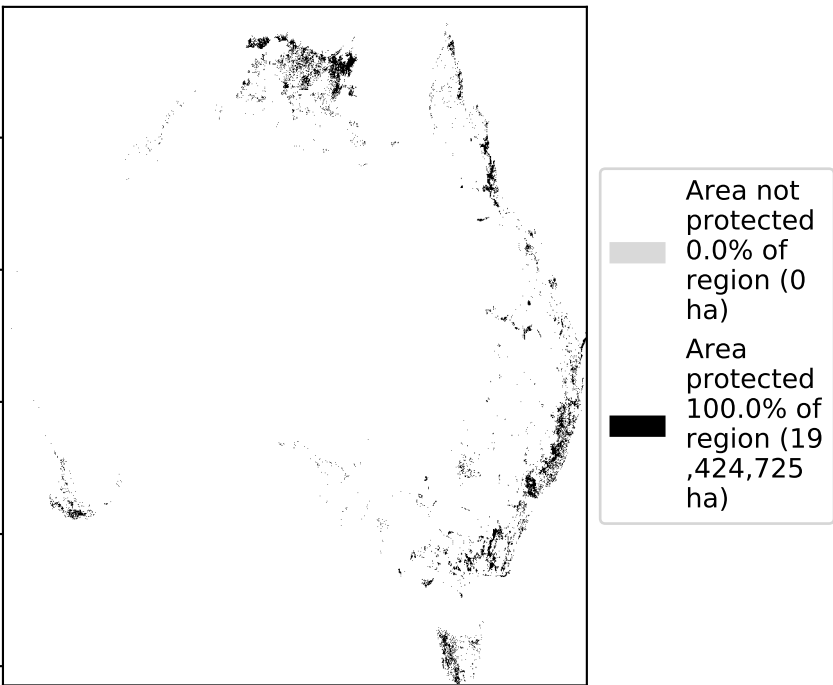 Area not
protected
0.0% of
region (0
ha)
Area
protected
100.0% of
region (19
,424,725
ha)